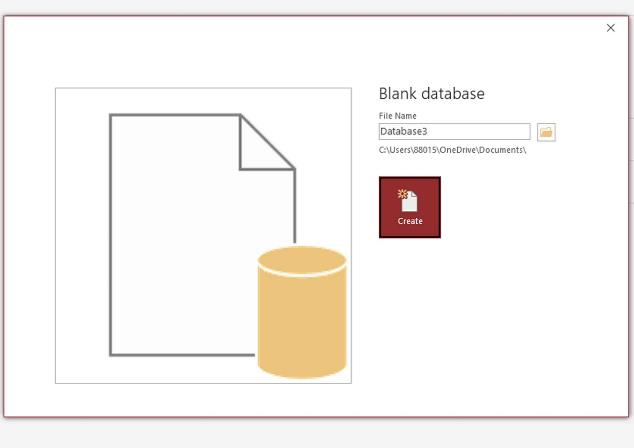 Blank database
File Name
Database3
C:\Users\88015\OneDrive\Documents\
Create